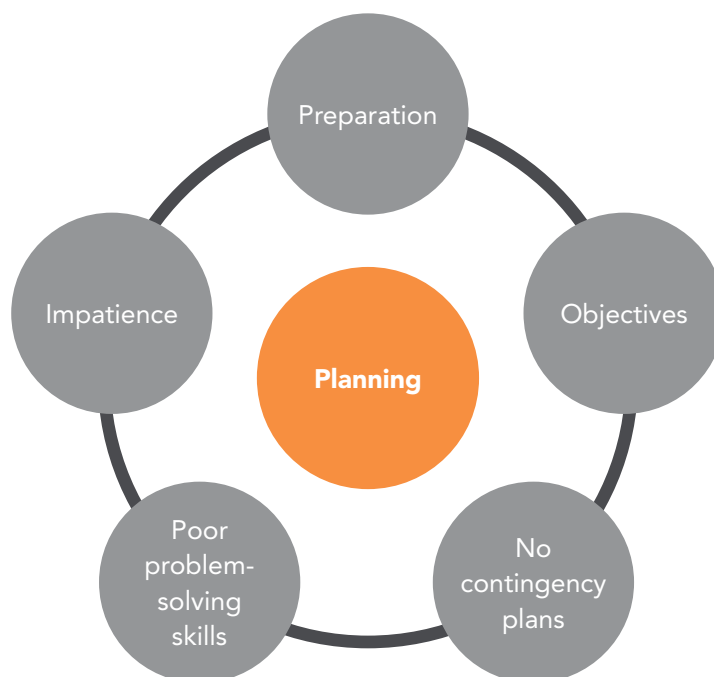 Preparation
Impatience
Objectives
Planning
Poor
problem-
solving
skills
No
contingency
plans